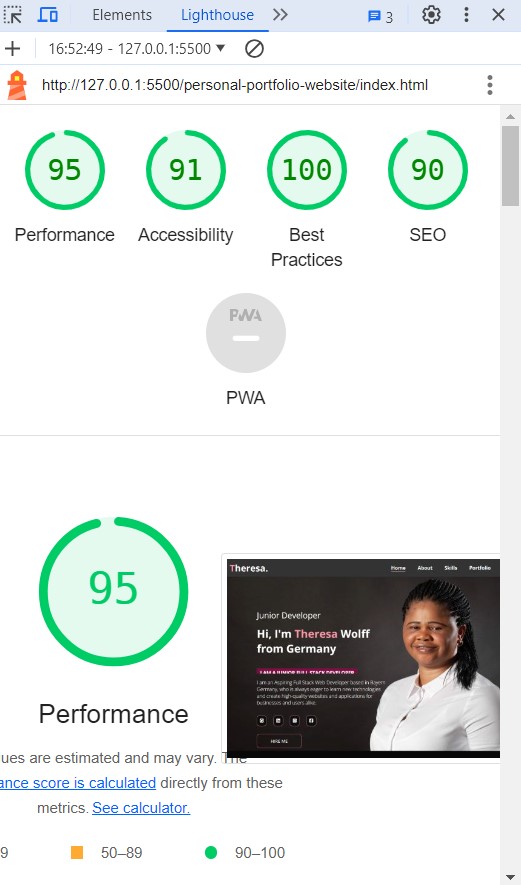 Elements Lighthouse 3
16:52:49 - 127.0.0.1:5500
http://127.0.0.1:5500/personal-portfolio-website/index.html
95 91 100 90
Performance Accessibility Best Practices SEO
PWA
PWA
95
Performance
ues are estimated and may vary. The
ance score is calculated directly from these
metrics. See calculator.
9 50–89 90–100
Theresa. Home About Skills Portfolio
Junior Developer
Hi, I'm Theresa Wolff
from Germany
I AM A JUNIOR FULL STACK DEVELOPER
I am an Aspiring Full Stack Web Developer based in Bayern
Germany, who is always eager to learn new technologies
and create high-quality websites and applications for
businesses and users alike.
HIRE ME